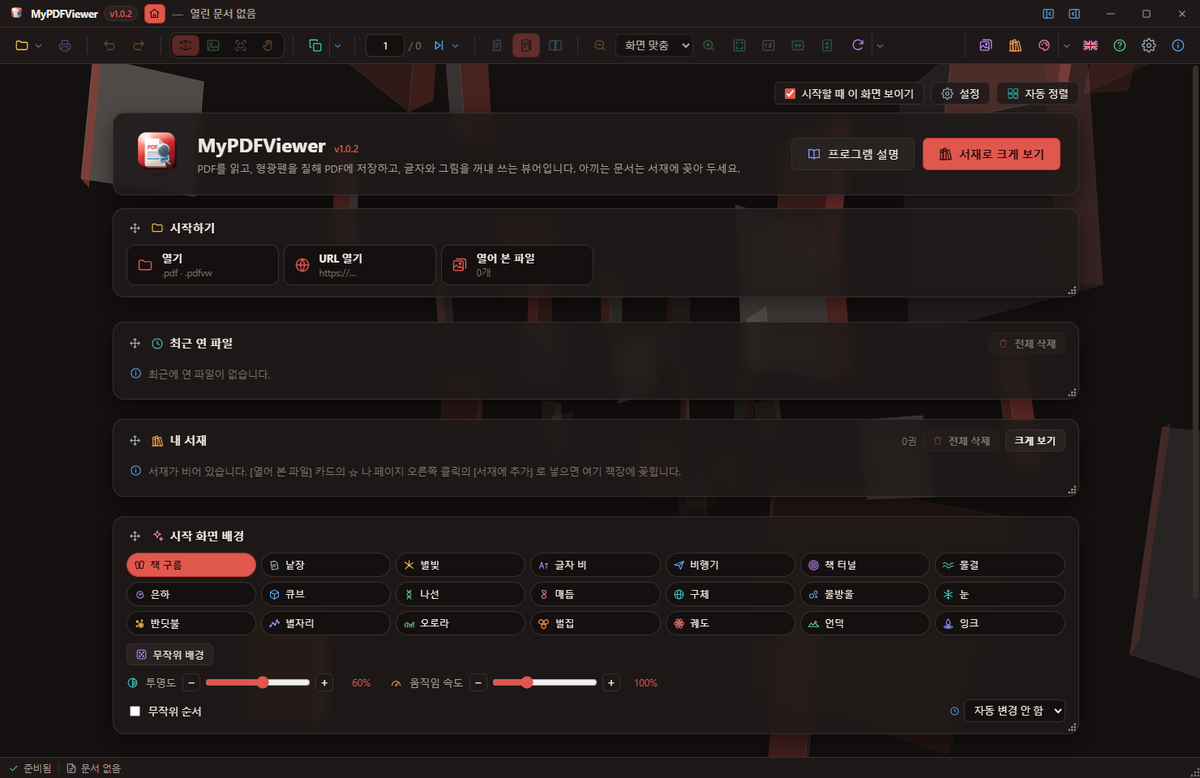 MyPDFViewer v1.0.2 — 열린 문서 없음
1 / 0 화면 맞춤
시작할 때 이 화면 보이기 설정 자동 정렬
MyPDFViewer v1.0.2
PDF를 읽고, 형광펜을 칠해 PDF에 저장하고, 글자와 그림을 꺼내 쓰는 뷰어입니다. 아끼는 문서는 서재에 꽂아 두세요.
프로그램 설명 서재로 크게 보기
시작하기
열기
.pdf · .pdfvw
URL 열기
https://...
열어 본 파일
0개
최근 연 파일 전체 삭제
최근에 연 파일이 없습니다.
내 서재 0권 전체 삭제 크게 보기
서재가 비어 있습니다. [열어 본 파일] 카드의 ☆ 나 페이지 오른쪽 클릭의 [서재에 추가] 로 넣으면 여기 책장에 꽂힙니다.
시작 화면 배경
책 구름 낱장 별빛 글자 비 비행기 책 터널 물결
은하 큐브 나선 매듭 구체 물방울 눈
반딧불 별자리 오로라 벌집 궤도 언덕 잉크
무작위 배경
투명도 − + 60% 움직임 속도 − + 100%
무작위 순서 자동 변경 안 함
준비됨 문서 없음